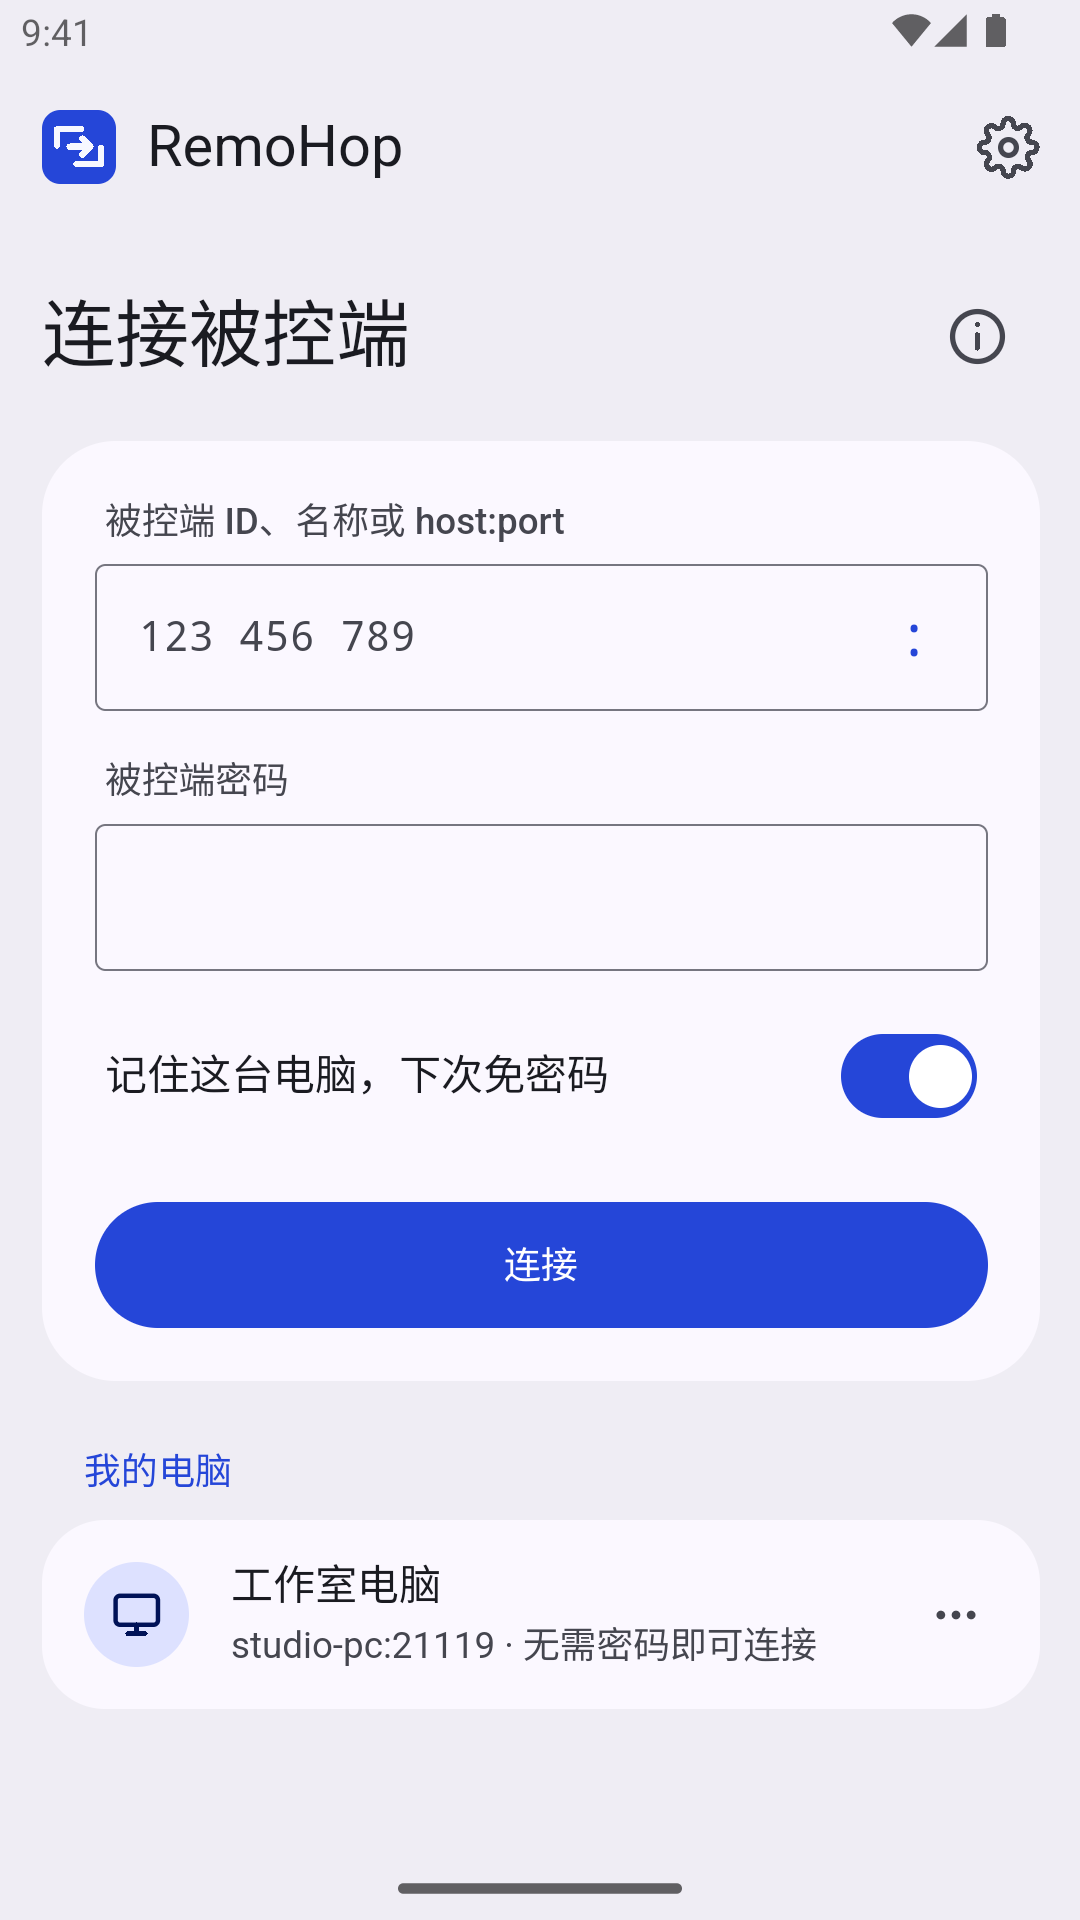 9:41
RemoHop
连接被控端
被控端 ID、名称或 host:port
123 456 789
:
被控端密码
记住这台电脑，下次免密码
连接
我的电脑
工作室电脑
studio-pc:21119 · 无需密码即可连接